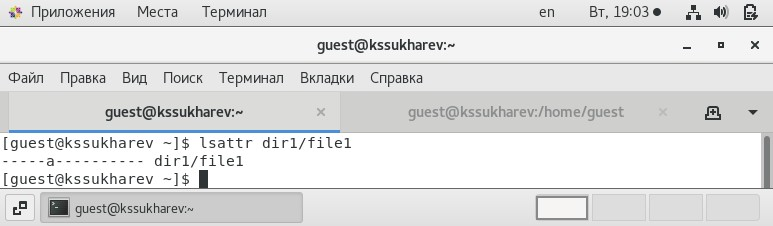 Приложения Места Терминал en Вт, 19:03
guest@kssukharev:~
Файл Правка Вид Поиск Терминал Вкладки Справка
guest@kssukharev:~ × guest@kssukharev:/home/guest ×
[guest@kssukharev ~]$ lsattr dir1/file1
-----a---------- dir1/file1
[guest@kssukharev ~]$
guest@kssukharev:~